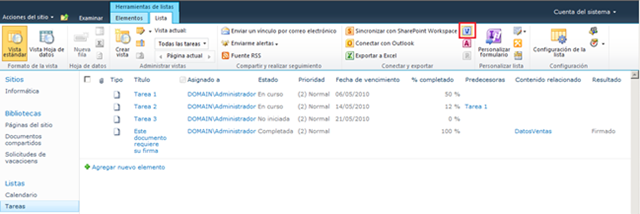 Herramientas de listas
Acciones del sitio
Examinar
Elementos
Lista
Cuenta del sistema
Vista estándar
Vista Hoja de datos
Nueva fila
Crear vista
Vista actual:
Todas las tareas
Página actual
Enviar un vínculo por correo electrónico
Enviarme alertas
Fuente RSS
Sincronizar con SharePoint Workspace
Conectar con Outlook
Exportar a Excel
Personalizar formulario
Configuración de la lista
Formato de la vista
Hoja de datos
Administrar vistas
Compartir y realizar seguimiento
Conectar y exportar
Personalizar lista
Configuración
Sitios
Informática
Bibliotecas
Páginas del sitio
Documentos compartidos
Solicitudes de vacaciones
Listas
Calendario
Tareas
Tipo Título Asignado a Estado Prioridad Fecha de vencimiento % completado Predecesoras Contenido relacionado Resultado
Tarea 1 DOMAIN\Administrador En curso (2) Normal 06/05/2010 50 %
Tarea 2 DOMAIN\Administrador En curso (2) Normal 14/05/2010 12 % Tarea 1
Tarea 3 DOMAIN\Administrador No iniciada (2) Normal 21/05/2010 0 %
Este documento requiere su firma DOMAIN\Administrador Completada (2) Normal 100 % DatosVentas Firmado
Agregar nuevo elemento